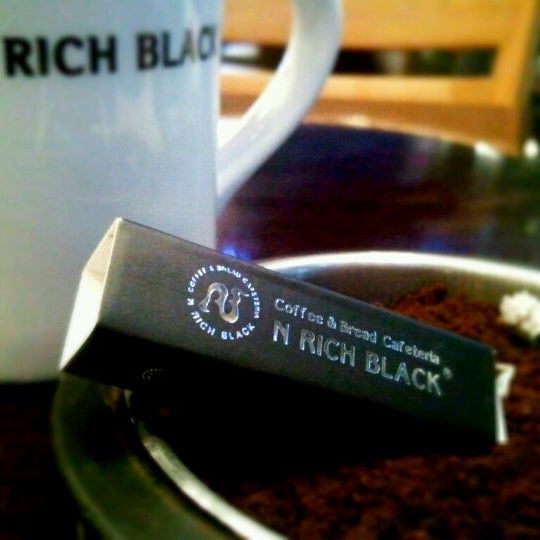 RICH BLACK
N COFFEE & BREAD CAFETERIA
RICH BLACK
Coffee & Bread Cafeteria
N RICH BLACK®